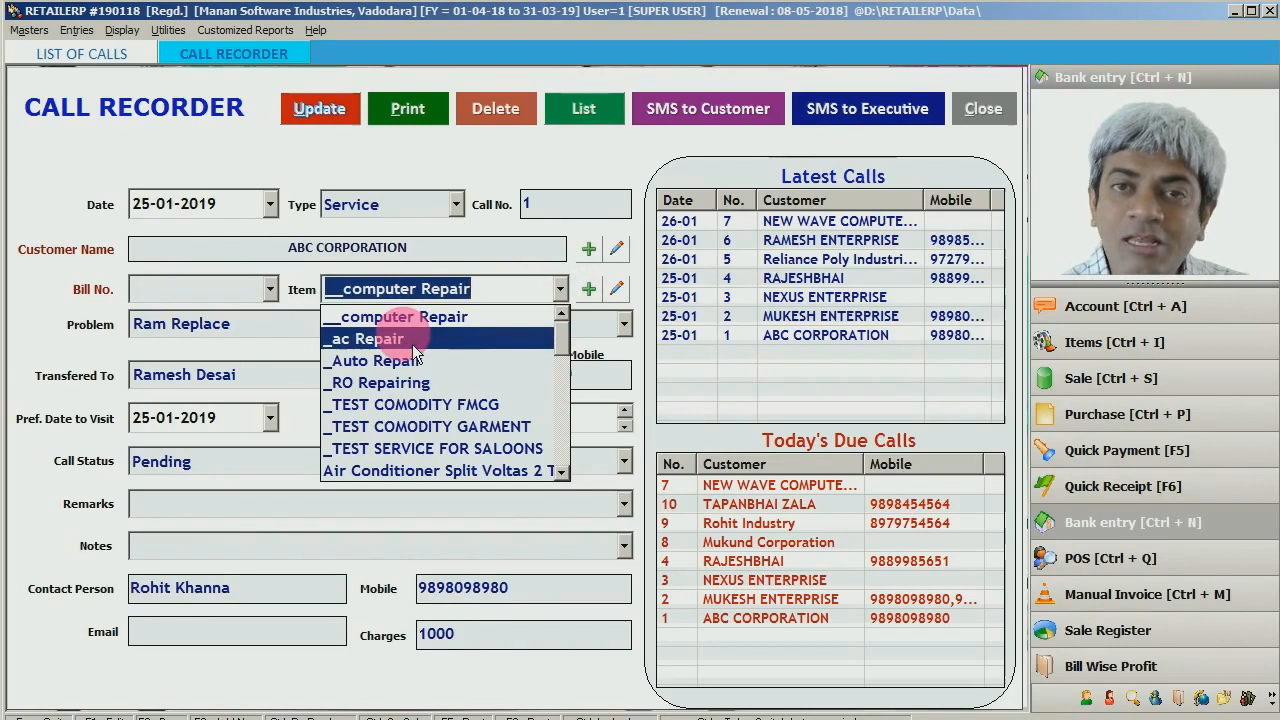 RETAILERP #190118 [Regd.] [Manan Software Industries, Vadodara] [FY = 01-04-18 to 31-03-19] User=1 [SUPER USER] [Renewal : 08-05-2018] @D:\RETAILERP\Data\
Masters Entries Display Utilities Customized Reports Help
LIST OF CALLS CALL RECORDER
CALL RECORDER Update Print Delete List SMS to Customer SMS to Executive Close
Date 25-01-2019 Type Service Call No. 1
Customer Name ABC CORPORATION
Bill No. Item __computer Repair
Problem Ram Replace
Mobile
Transfered To Ramesh Desai
Pref. Date to Visit 25-01-2019
Call Status Pending
Remarks
Notes
Contact Person Rohit Khanna Mobile 9898098980
Email Charges 1000
__computer Repair
_ac Repair
_Auto Repair
_RO Repairing
_TEST COMODITY FMCG
_TEST COMODITY GARMENT
_TEST SERVICE FOR SALOONS
Air Conditioner Split Voltas 2 T
Latest Calls
Date No. Customer Mobile
26-01 7 NEW WAVE COMPUTE...
26-01 6 RAMESH ENTERPRISE 98985...
26-01 5 Reliance Poly Industri... 97279...
25-01 4 RAJESHBHAI 98899...
25-01 3 NEXUS ENTERPRISE
25-01 2 MUKESH ENTERPRISE 98980...
25-01 1 ABC CORPORATION 98980...
Today's Due Calls
No. Customer Mobile
7 NEW WAVE COMPUTE...
10 TAPANBHAI ZALA 9898454564
9 Rohit Industry 8979754564
8 Mukund Corporation
4 RAJESHBHAI 9889985651
3 NEXUS ENTERPRISE
2 MUKESH ENTERPRISE 9898098980,9...
1 ABC CORPORATION 9898098980
Bank entry [Ctrl + N]
Account [Ctrl + A]
Items [Ctrl + I]
Sale [Ctrl + S]
Purchase [Ctrl + P]
Quick Payment [F5]
Quick Receipt [F6]
Bank entry [Ctrl + N]
POS [Ctrl + Q]
Manual Invoice [Ctrl + M]
Sale Register
Bill Wise Profit